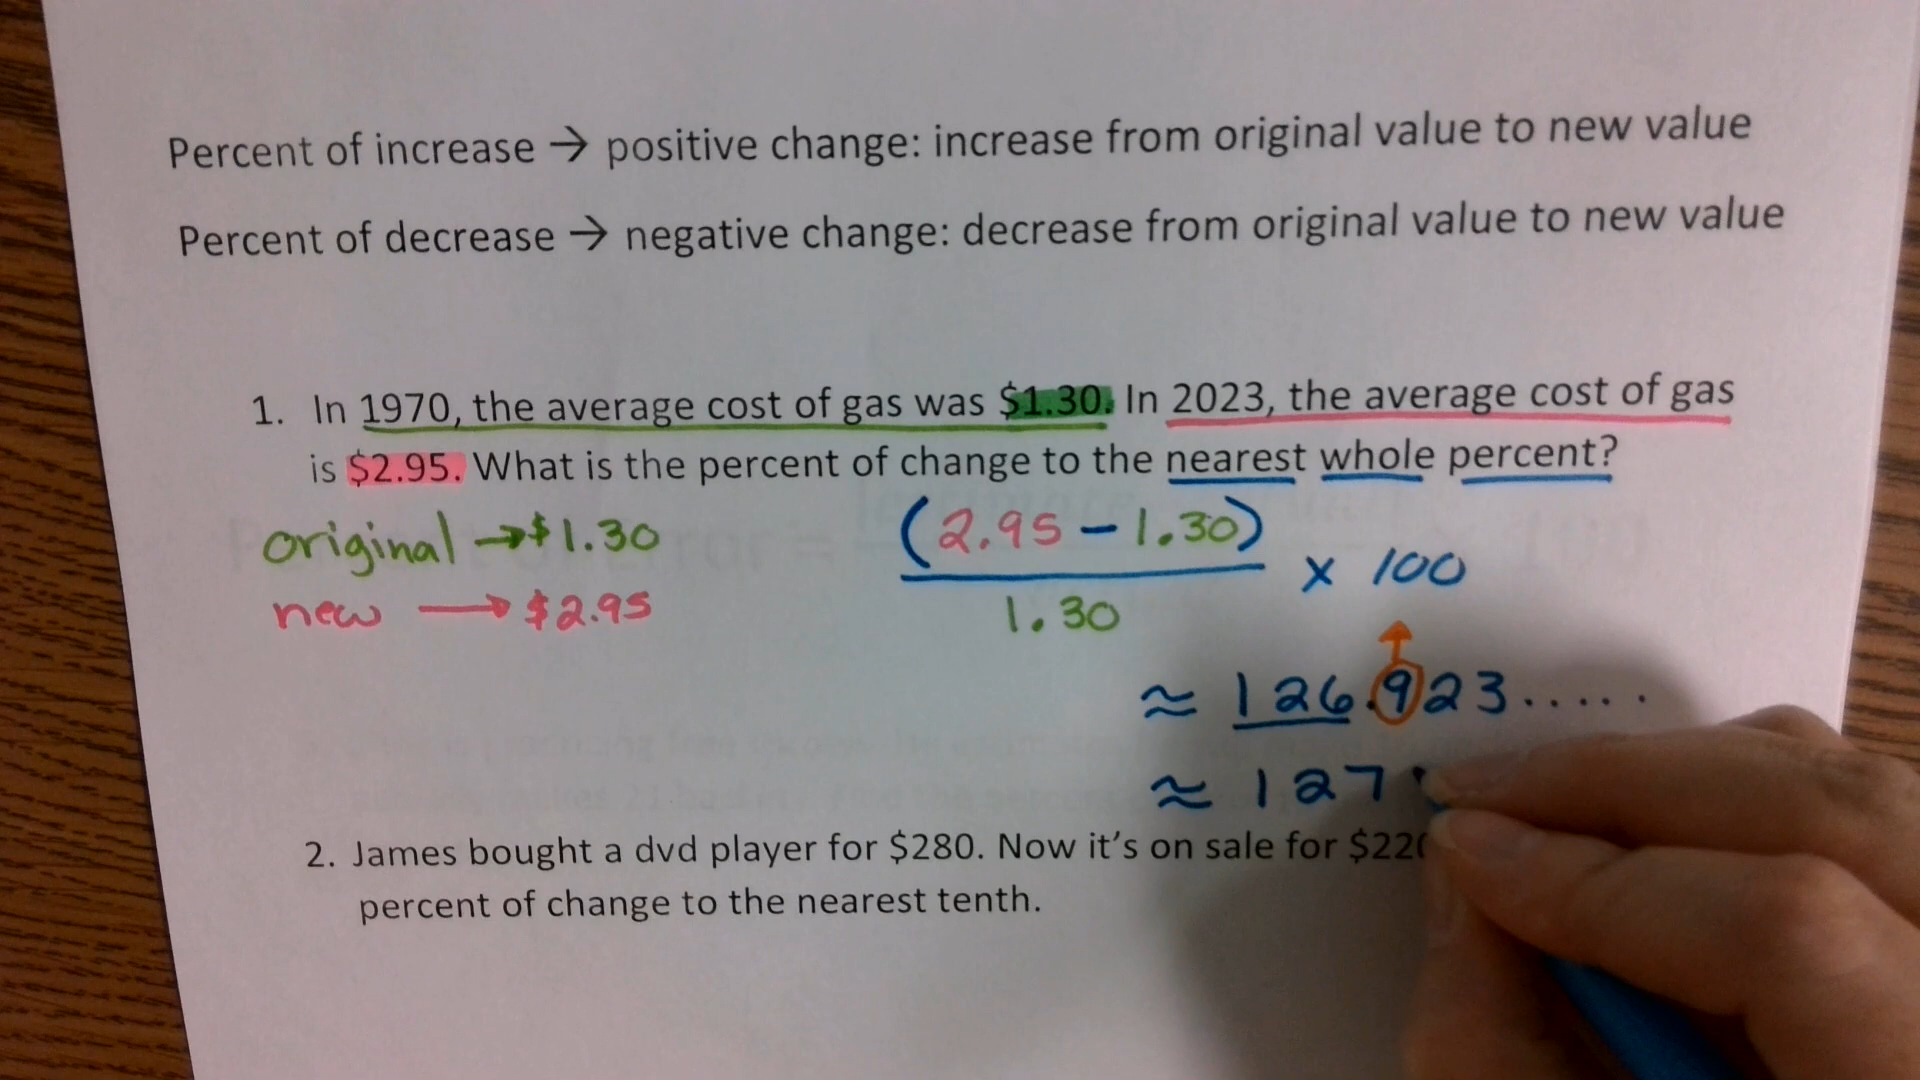 Percent of increase → positive change: increase from original value to new value
Percent of decrease → negative change: decrease from original value to new value
1. In 1970, the average cost of gas was $1.30. In 2023, the average cost of gas
is $2.95. What is the percent of change to the nearest whole percent?
original → $1.30
new → $2.95
(2.95 - 1.30)
1.30
x 100
≈ 126.923.....
≈ 127
2. James bought a dvd player for $280. Now it's on sale for
percent of change to the nearest tenth.